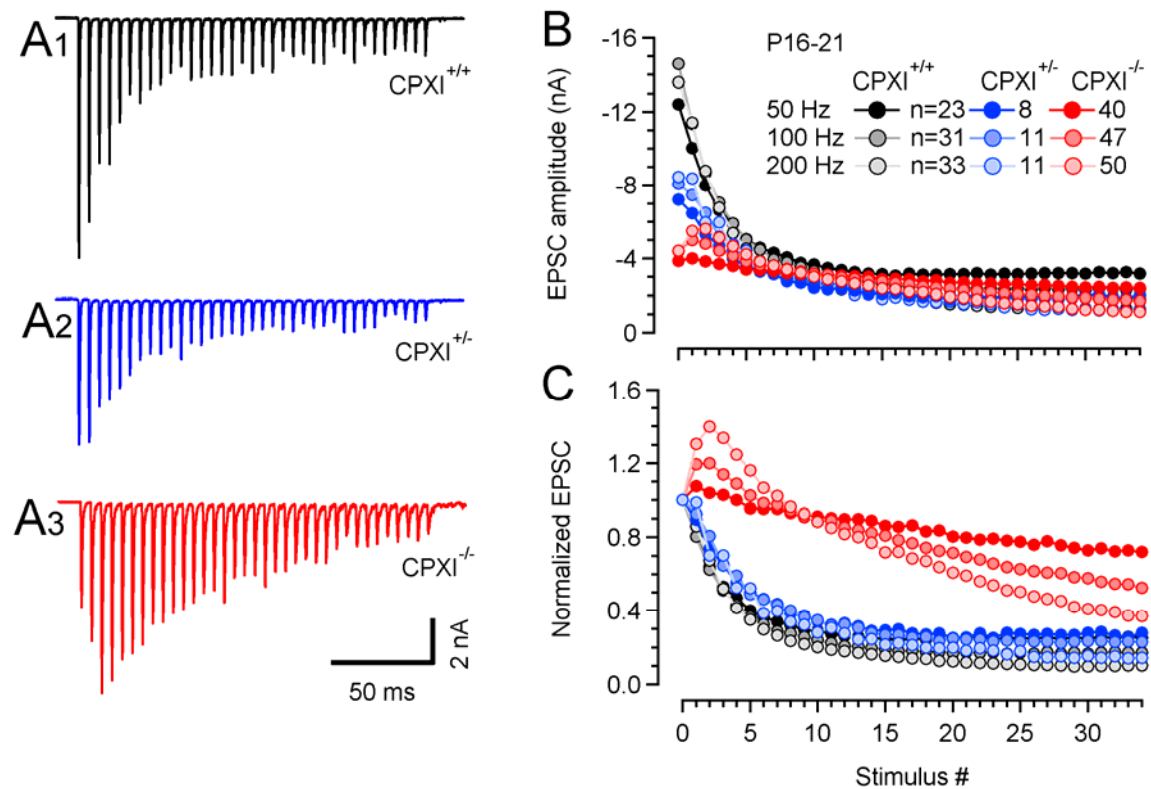 A1
CPXI+/+
A2
CPXI+/-
A3
CPXI-/-
2 nA
50 ms
B
P16-21
CPXI+/+ CPXI+/- CPXI-/-
50 Hz n=23 8 40
100 Hz n=31 11 47
200 Hz n=33 11 50
EPSC amplitude (nA)
-16
-12
-8
-4
0
C
Normalized EPSC
1.6
1.2
0.8
0.4
0.0
0 5 10 15 20 25 30
Stimulus #